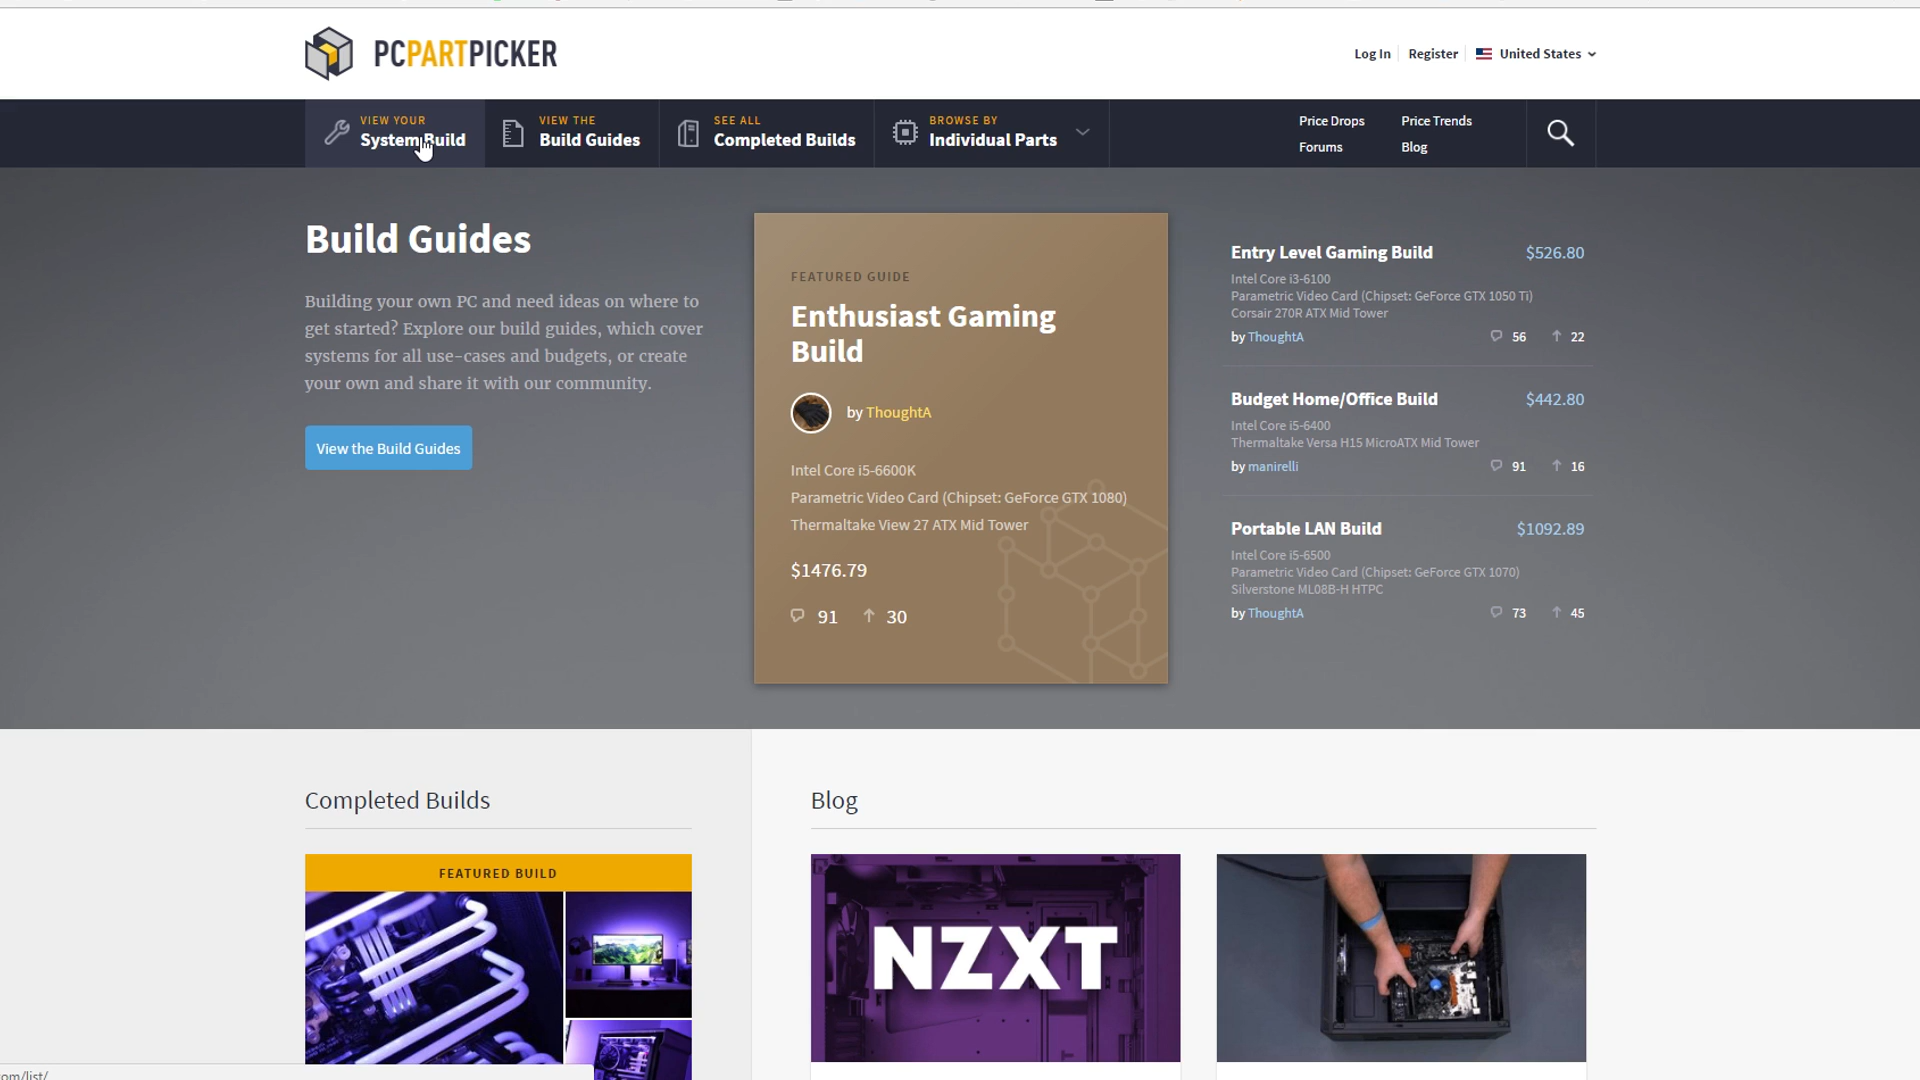 PCPARTPICKER
Log In
Register
United States
VIEW YOUR
System Build
VIEW THE
Build Guides
SEE ALL
Completed Builds
BROWSE BY
Individual Parts
Price Drops
Price Trends
Forums
Blog
Build Guides
Building your own PC and need ideas on where to
get started? Explore our build guides, which cover
systems for all use-cases and budgets, or create
your own and share it with our community.
View the Build Guides
FEATURED GUIDE
Enthusiast Gaming
Build
by ThoughtA
Intel Core i5-6600K
Parametric Video Card (Chipset: GeForce GTX 1080)
Thermaltake View 27 ATX Mid Tower
$1476.79
91 30
Entry Level Gaming Build $526.80
Intel Core i3-6100
Parametric Video Card (Chipset: GeForce GTX 1050 Ti)
Corsair 270R ATX Mid Tower
by ThoughtA 56 22
Budget Home/Office Build $442.80
Intel Core i5-6400
Thermaltake Versa H15 MicroATX Mid Tower
by manirelli 91 16
Portable LAN Build $1092.89
Intel Core i5-6500
Parametric Video Card (Chipset: GeForce GTX 1070)
Silverstone ML08B-H HTPC
by ThoughtA 73 45
Completed Builds
FEATURED BUILD
Blog
NZXT
om/list/